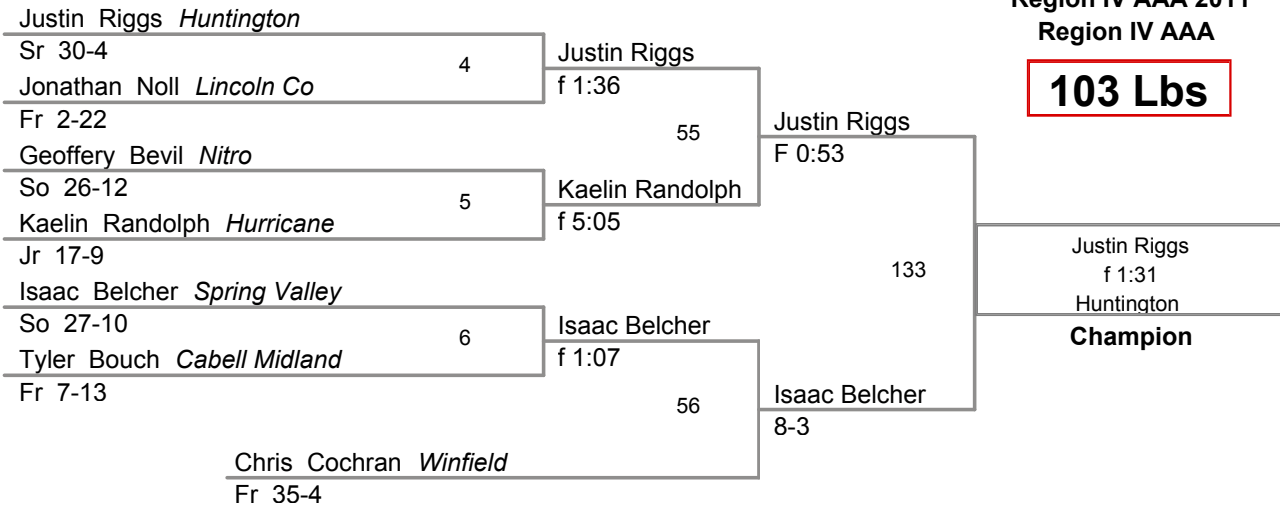 Region IV AAA 2011
Region IV AAA
103 Lbs
Justin Riggs Huntington
Sr 30-4
4
Jonathan Noll Lincoln Co
Fr 2-22
Justin Riggs
f 1:36
55
Geoffery Bevil Nitro
So 26-12
5
Kaelin Randolph Hurricane
Jr 17-9
Kaelin Randolph
f 5:05
Justin Riggs
F 0:53
133
Isaac Belcher Spring Valley
So 27-10
6
Tyler Bouch Cabell Midland
Fr 7-13
Isaac Belcher
f 1:07
56
Chris Cochran Winfield
Fr 35-4
Isaac Belcher
8-3
Justin Riggs
f 1:31
Huntington
Champion